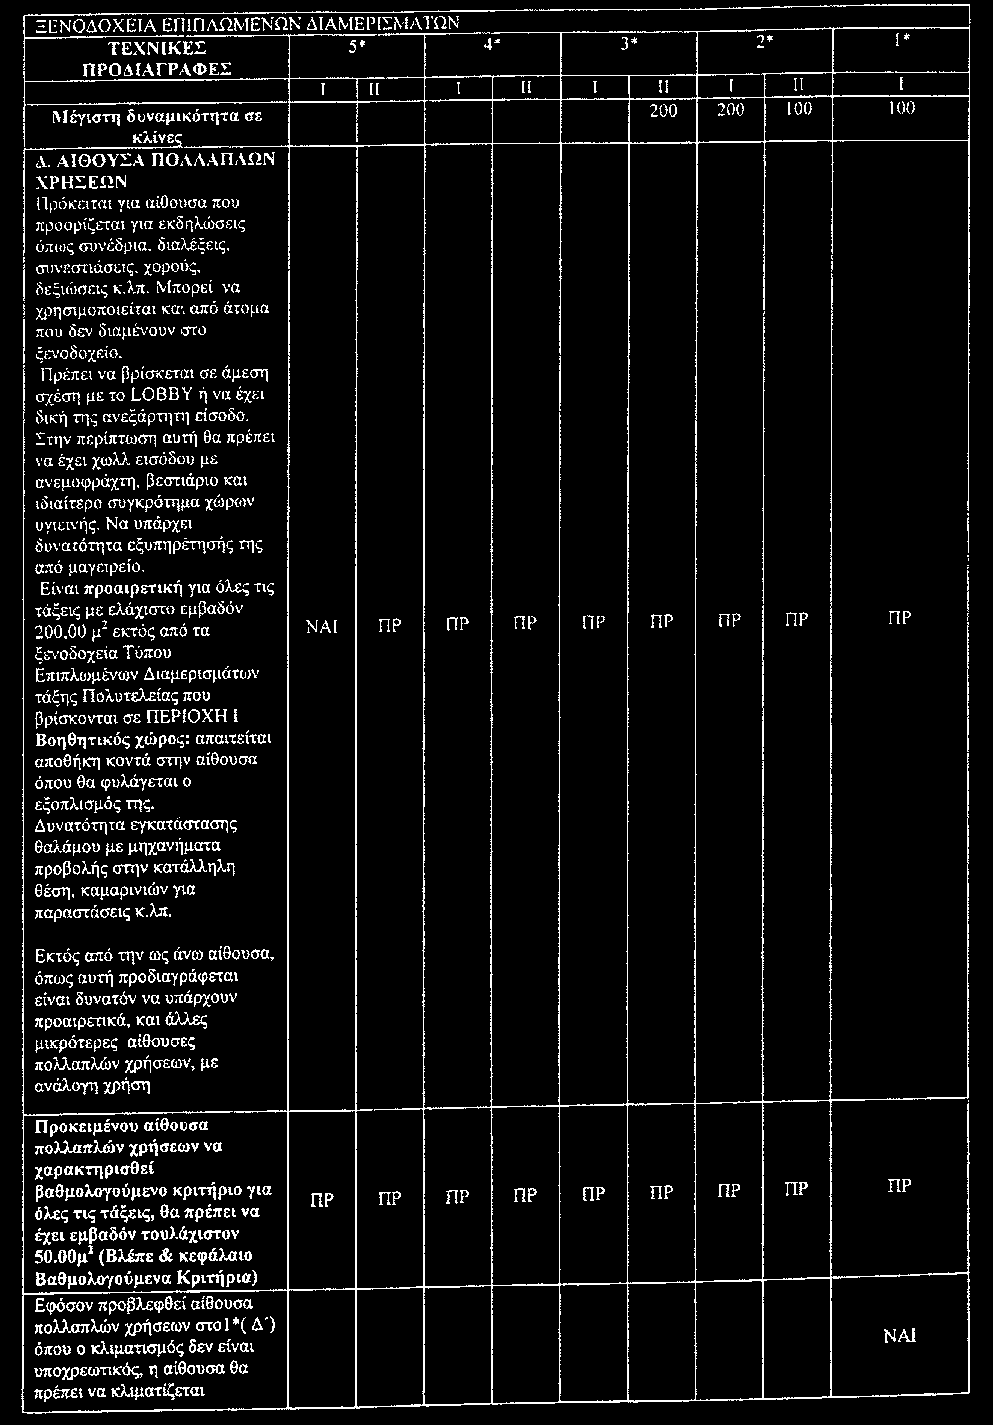 ΞΕΝΟΔΟΧΕΙΑ ΕΠΙΠΛΩΜΕΝΩΝ ΔΙΑΜΕΡΙΣΜΑΤΩΝ
ΤΕΧΝΙΚΕΣ ΠΡΟΔΙΑΓΡΑΦΕΣ 5* 4* 3* 2* 1*
I II I II I II I II I
Μέγιστη δυναμικότητα σε 200 200 100 100
κλίνες
Δ. ΑΙΘΟΥΣΑ ΠΟΛΛΑΠΛΩΝ
ΧΡΗΣΕΩΝ
Πρόκειται για αίθουσα που
προορίζεται για εκδηλώσεις
όπως συνέδρια, διαλέξεις,
συνεστιάσεις, χορούς,
δεξιώσεις κ.λπ. Μπορεί να
χρησιμοποιείται και από άτομα
που δεν διαμένουν στο
ξενοδοχείο.
Πρέπει να βρίσκεται σε άμεση
σχέση με το LOBBY ή να έχει
δική της ανεξάρτητη είσοδο.
Στην περίπτωση αυτή θα πρέπει
να έχει χωλλ εισόδου με
ανεμοφράχτη, βεστιάριο και
ιδιαίτερο συγκρότημα χώρων
υγιεινής. Να υπάρχει
δυνατότητα εξυπηρέτησής της
από μαγειρείο.
Είναι προαιρετική για όλες τις
τάξεις με ελάχιστο εμβαδόν
200.00 μ² εκτός από τα ΝΑΙ ΠΡ ΠΡ ΠΡ ΠΡ ΠΡ ΠΡ ΠΡ ΠΡ
ξενοδοχεία Τύπου
Επιπλωμένων Διαμερισμάτων
τάξης Πολυτελείας που
βρίσκονται σε ΠΕΡΙΟΧΗ Ι
Βοηθητικός χώρος: απαιτείται
αποθήκη κοντά στην αίθουσα
όπου θα φυλάγεται ο
εξοπλισμός της.
Δυνατότητα εγκατάστασης
θαλάμου με μηχανήματα
προβολής στην κατάλληλη
θέση, καμαρινιών για
παραστάσεις κ.λπ.
Εκτός από την ως άνω αίθουσα,
όπως αυτή προδιαγράφεται
είναι δυνατόν να υπάρχουν
προαιρετικά, και άλλες
μικρότερες αίθουσες
πολλαπλών χρήσεων, με
ανάλογη χρήση
Προκειμένου αίθουσα
πολλαπλών χρήσεων να
χαρακτηρισθεί
βαθμολογούμενο κριτήριο για ΠΡ ΠΡ ΠΡ ΠΡ ΠΡ ΠΡ ΠΡ ΠΡ ΠΡ
όλες τις τάξεις, θα πρέπει να
έχει εμβαδόν τουλάχιστον
50.00μ² (Βλέπε & κεφάλαιο
Βαθμολογούμενα Κριτήρια)
Εφόσον προβλεφθεί αίθουσα
πολλαπλών χρήσεων στο1*( Δ΄)
όπου ο κλιματισμός δεν είναι ΝΑΙ
υποχρεωτικός, η αίθουσα θα
πρέπει να κλιματίζεται